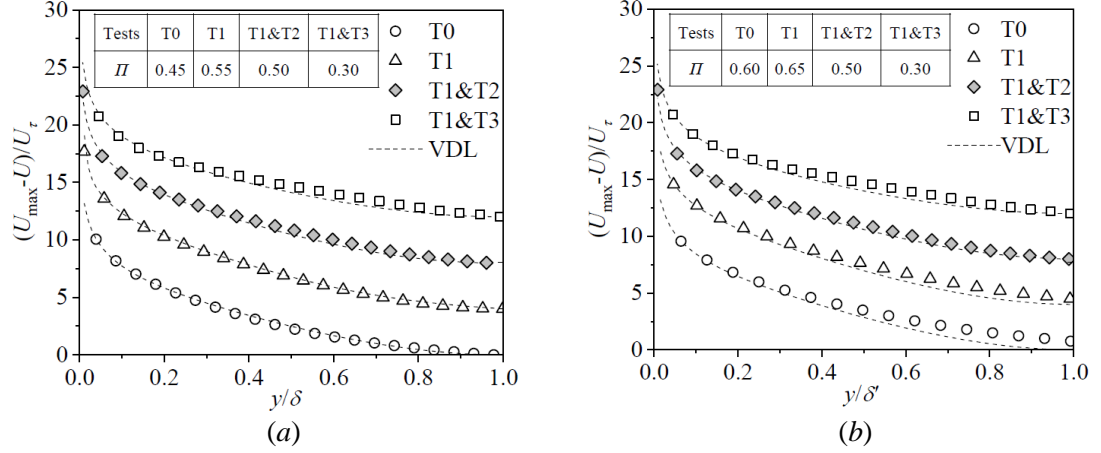 Tests T0 T1 T1&T2 T1&T3
Π 0.45 0.55 0.50 0.30
T0
T1
T1&T2
T1&T3
VDL
(Umax-U)/Uτ
30
25
20
15
10
5
0
0.0 0.2 0.4 0.6 0.8 1.0
y/δ
(a)
Tests T0 T1 T1&T2 T1&T3
Π 0.60 0.65 0.50 0.30
T0
T1
T1&T2
T1&T3
VDL
(Umax-U)/Uτ
30
25
20
15
10
5
0
0.0 0.2 0.4 0.6 0.8 1.0
y/δ'
(b)